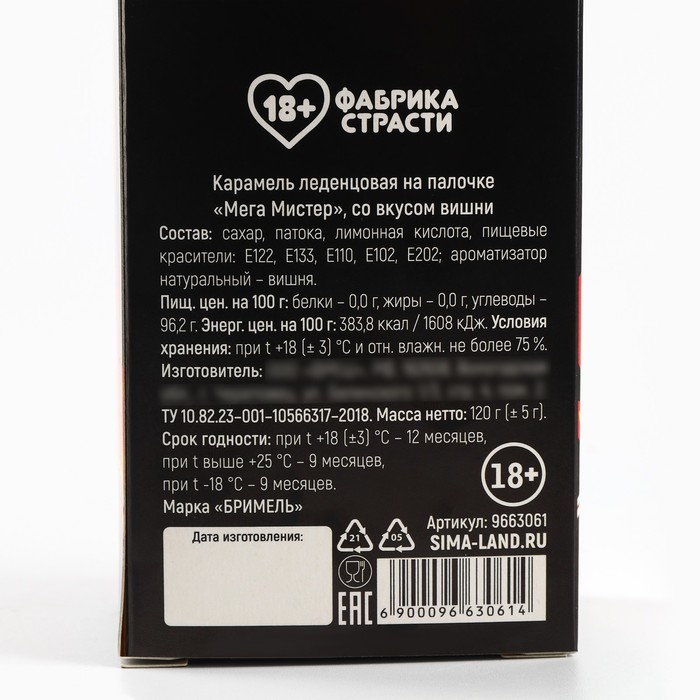 18+ ФАБРИКА
СТРАСТИ
Карамель леденцовая на палочке
«Мега Мистер», со вкусом вишни
Состав: сахар, патока, лимонная кислота, пищевые
красители: Е122, Е133, Е110, Е102, Е202; ароматизатор
натуральный – вишня.
Пищ. цен. на 100 г: белки – 0,0 г, жиры – 0,0 г, углеводы –
96,2 г. Энерг. цен. на 100 г: 383,8 ккал / 1608 кДж. Условия
хранения: при t +18 (± 3) °С и отн. влажн. не более 75 %.
Изготовитель:
ТУ 10.82.23–001–10566317–2018. Масса нетто: 120 г (± 5 г).
Срок годности: при t +18 (±3) °С – 12 месяцев,
при t выше +25 °С – 9 месяцев,
при t -18 °С – 9 месяцев.
18+
Марка «БРИМЕЛЬ»
Артикул: 9663061
SIMA-LAND.RU
Дата изготовления:
21 05
EAC
6 900096 630614